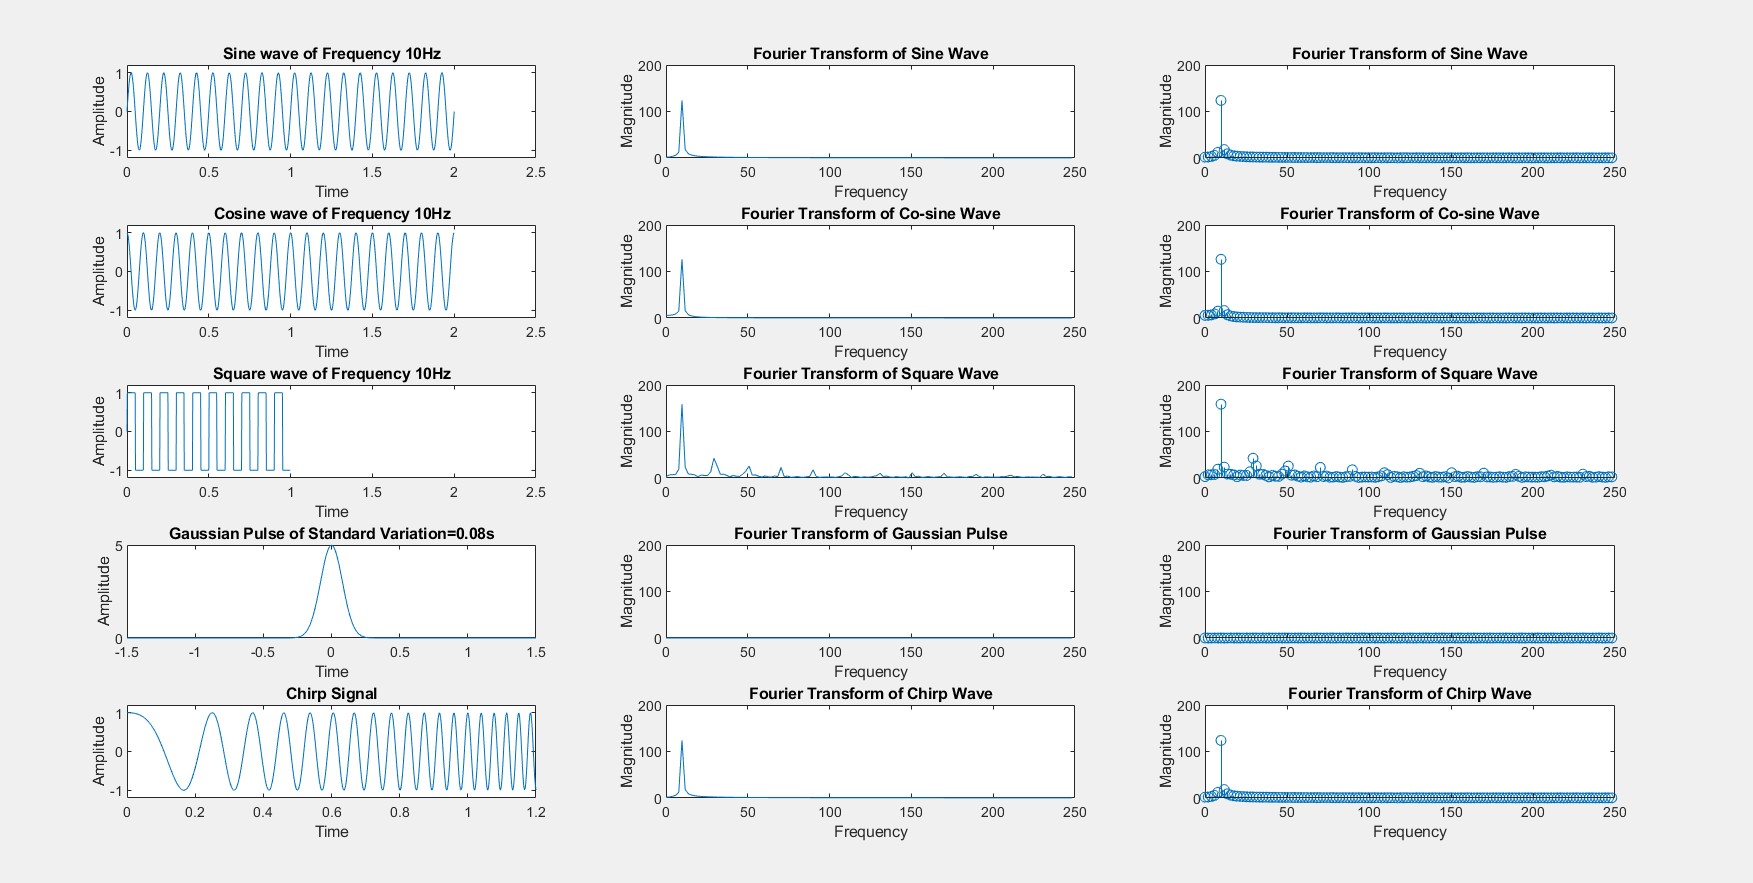 Sine wave of Frequency 10Hz
Fourier Transform of Sine Wave
Fourier Transform of Sine Wave
Amplitude
1
0
-1
0 0.5 1 1.5 2 2.5
Time
Magnitude
200
100
0
0 50 100 150 200 250
Frequency
Magnitude
200
100
0
0 50 100 150 200 250
Frequency
Cosine wave of Frequency 10Hz
Fourier Transform of Co-sine Wave
Fourier Transform of Co-sine Wave
Amplitude
1
0
-1
0 0.5 1 1.5 2 2.5
Time
Magnitude
200
100
0
0 50 100 150 200 250
Frequency
Magnitude
200
100
0
0 50 100 150 200 250
Frequency
Square wave of Frequency 10Hz
Fourier Transform of Square Wave
Fourier Transform of Square Wave
Amplitude
1
0
-1
0 0.5 1 1.5 2 2.5
Time
Magnitude
200
100
0
0 50 100 150 200 250
Frequency
Magnitude
200
100
0
0 50 100 150 200 250
Frequency
Gaussian Pulse of Standard Variation=0.08s
Fourier Transform of Gaussian Pulse
Fourier Transform of Gaussian Pulse
Amplitude
5
0
-1.5 -1 -0.5 0 0.5 1 1.5
Time
Magnitude
200
100
0
0 50 100 150 200 250
Frequency
Magnitude
200
100
0
0 50 100 150 200 250
Frequency
Chirp Signal
Fourier Transform of Chirp Wave
Fourier Transform of Chirp Wave
Amplitude
1
0
-1
0 0.2 0.4 0.6 0.8 1 1.2
Time
Magnitude
200
100
0
0 50 100 150 200 250
Frequency
Magnitude
200
100
0
0 50 100 150 200 250
Frequency